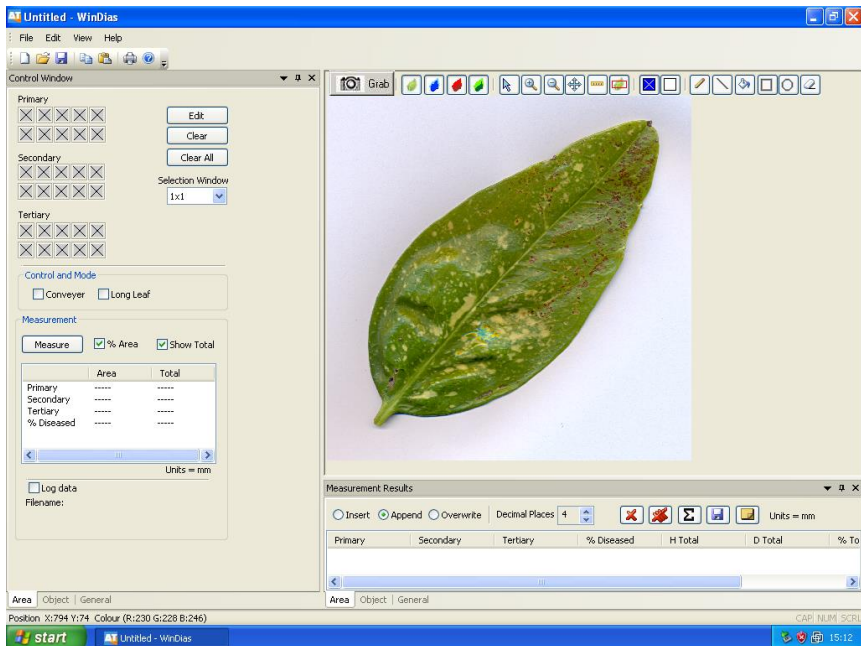 AT Untitled - WinDias
File Edit View Help
Control Window
Grab
Primary
Edit
Clear
Secondary
Clear All
Selection Window
1x1
Tertiary
Control and Mode
Conveyer Long Leaf
Measurement
Measure % Area Show Total
Area Total
Primary ----- -----
Secondary ----- -----
Tertiary ----- -----
% Diseased ----- -----
Units = mm
Log data
Filename:
Measurement Results
Insert Append Overwrite Decimal Places 4 Σ Units = mm
Primary Secondary Tertiary % Diseased H Total D Total % To
Area Object General
Area Object General
Position X:794 Y:74 Colour (R:230 G:228 B:246)
CAP NUM SCRL
start AT Untitled - WinDias 15:12